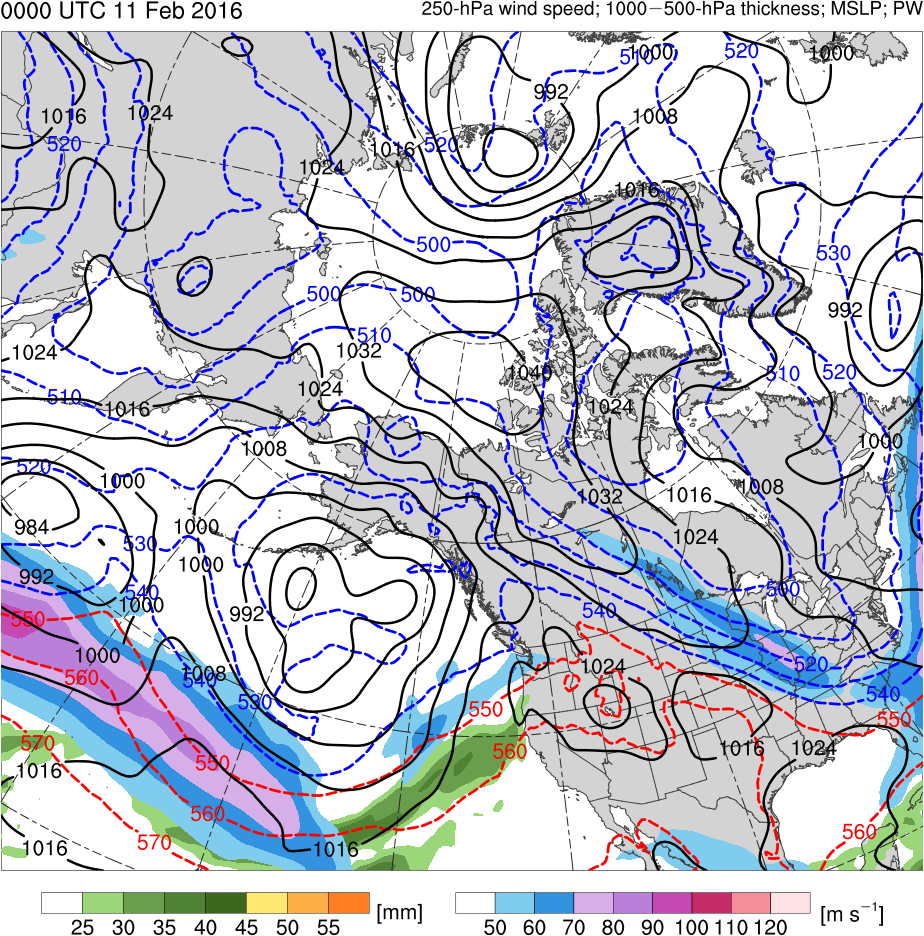 0000 UTC 11 Feb 2016
250-hPa wind speed; 1000−500-hPa thickness; MSLP; PW
510 1000 520 1000
992
1016 1024 1008
520 1016 520
1024
1016
500 530
500 500
992
510
1024 1032
1040 510 520
1024
510 1016 1024
1008 1000
520 1000
1032 1016 1008
984 1000
530 1000 1024
992
540 500
1000 992 540
550
1000 520
560 1008 1024
540 540
530 550 550
570 560 1016 1024
1016 550
560
570 560
1016 1016
25 30 35 40 45 50 55 [mm]
50 60 70 80 90 100 110 120 [m s−1]